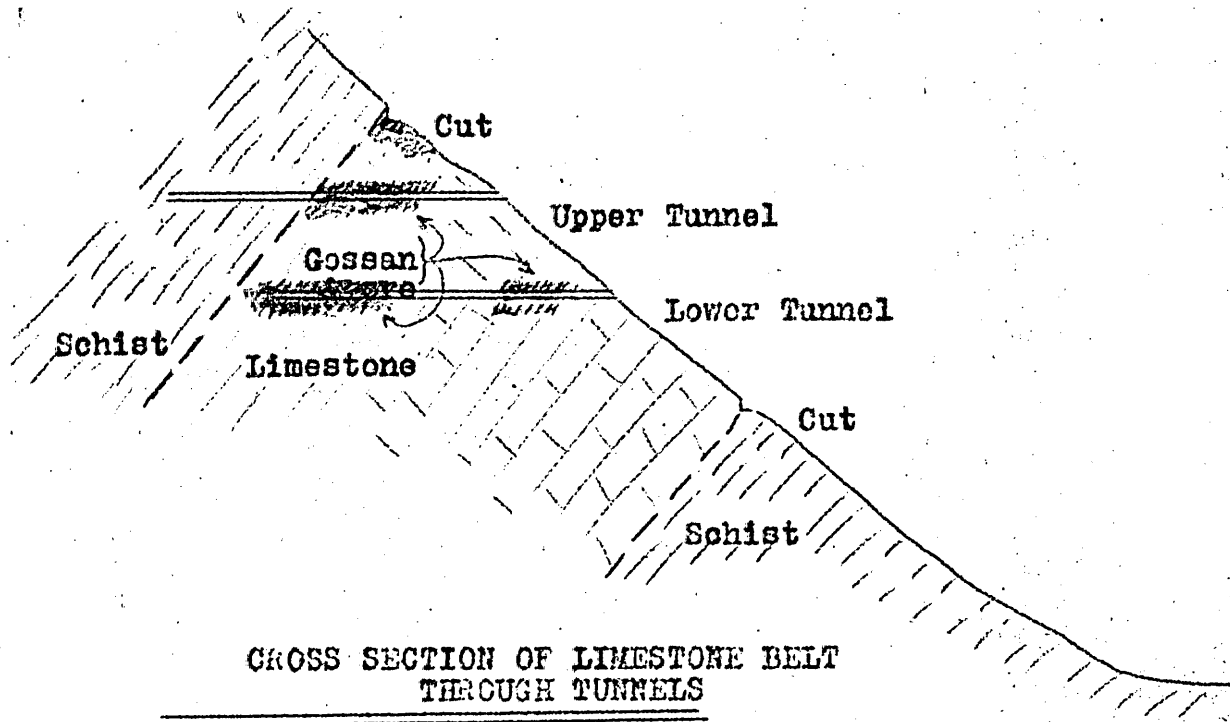 Cut
Upper Tunnel
Gossan
Lower Tunnel
Schist
Limestone
Cut
Schist
CROSS SECTION OF LIMESTONE BELT
THROUGH TUNNELS